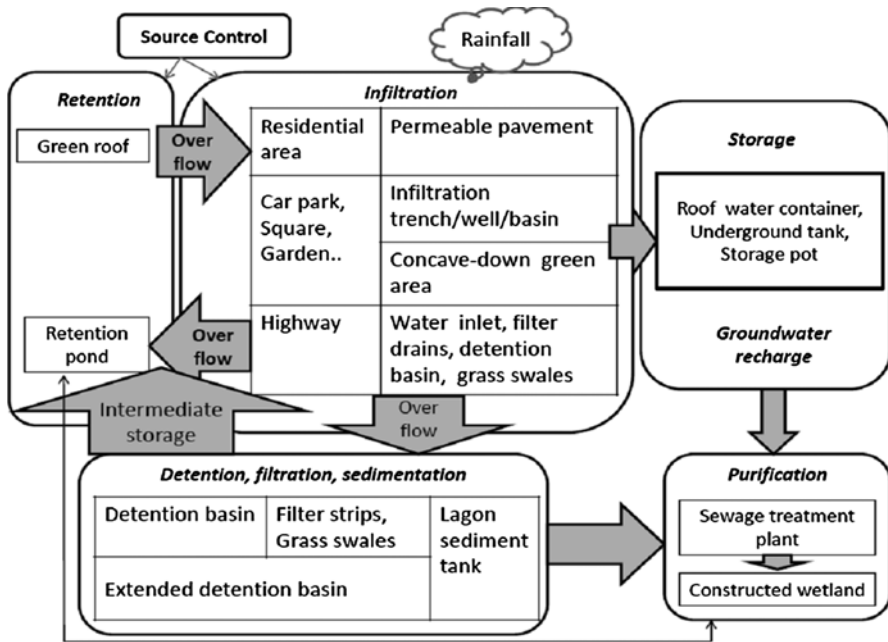 Source Control
Rainfall
Retention
Green roof
Over
flow
Retention
pond
Infiltration
Residential
area
Permeable pavement
Car park,
Square,
Garden..
Infiltration
trench/well/basin
Concave-down green
area
Highway
Water inlet, filter
drains, detention
basin, grass swales
Over
flow
Over
flow
Intermediate
storage
Storage
Roof water container,
Underground tank,
Storage pot
Groundwater
recharge
Detention, filtration, sedimentation
Detention basin
Filter strips,
Grass swales
Lagon
sediment
tank
Extended detention basin
Purification
Sewage treatment
plant
Constructed wetland